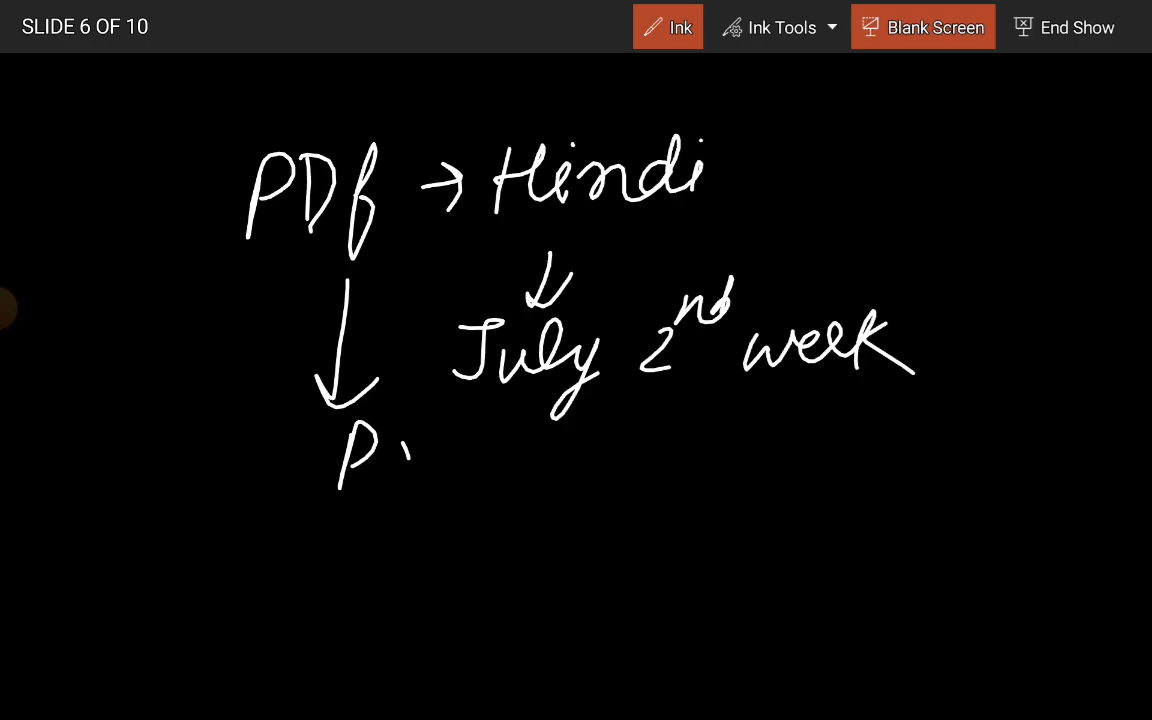 SLIDE 6 OF 10 Ink Ink Tools Blank Screen End Show
PDf → Hindi
July 2nd week
P